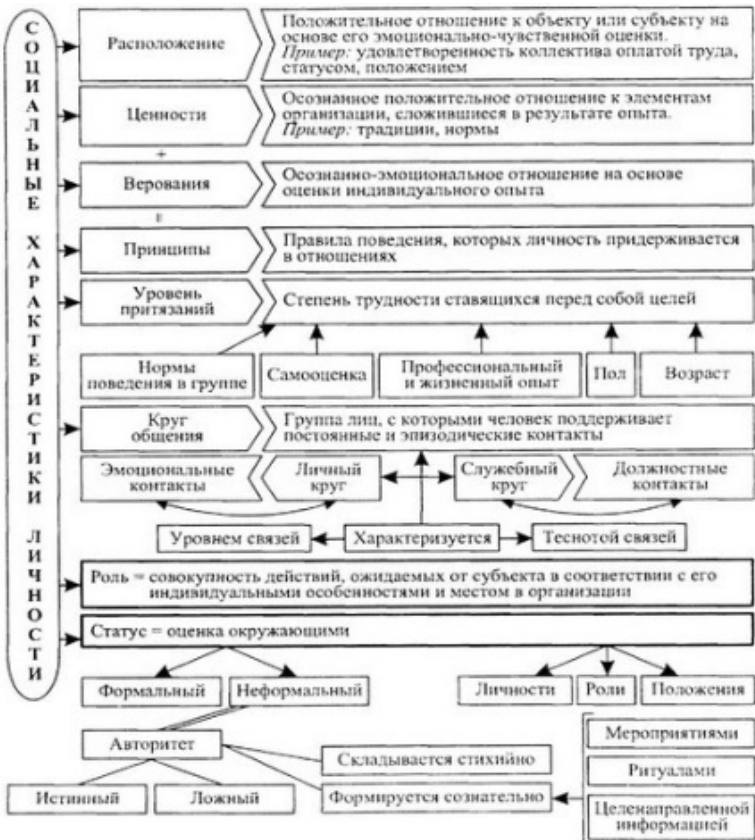 СОЦИАЛЬНЫЕ ХАРАКТЕРИСТИКИ ЛИЧНОСТИ
Расположение
Положительное отношение к объекту или субъекту на
основе его эмоционально-чувственной оценки.
Пример: удовлетворенность коллектива оплатой труда,
статусом, положением
Ценности
Осознанное положительное отношение к элементам
организации, сложившиеся в результате опыта.
Пример: традиции, нормы
+
Верования
Осознанно-эмоциональное отношение на основе
оценки индивидуального опыта
=
Принципы
Правила поведения, которых личность придерживается
в отношениях
Уровень
притязаний
Степень трудности ставящихся перед собой целей
Нормы
поведения в группе
Самооценка
Профессиональный
и жизненный опыт
Пол
Возраст
Круг
общения
Группа лиц, с которыми человек поддерживает
постоянные и эпизодические контакты
Эмоциональные
контакты
Личный
круг
Служебный
круг
Должностные
контакты
Уровнем связей
Характеризуется
Теснотой связей
Роль = совокупность действий, ожидаемых от субъекта в соответствии с его
индивидуальными особенностями и местом в организации
Статус = оценка окружающими
Формальный
Неформальный
Личности
Роли
Положения
Авторитет
Истинный
Ложный
Складывается стихийно
Формируется сознательно
Мероприятиями
Ритуалами
Целенаправленной
информацией